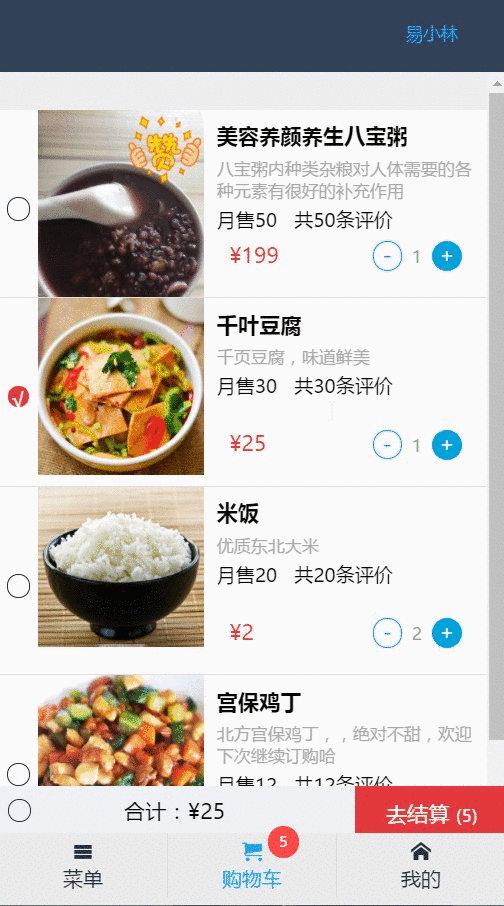 易小林
赞
美容养颜养生八宝粥
八宝粥内种类杂粮对人体需要的各
种元素有很好的补充作用
月售50 共50条评价
¥199 - 1 +
千叶豆腐
千页豆腐，味道鲜美
月售30 共30条评价
¥25 - 1 +
米饭
优质东北大米
月售20 共20条评价
¥2 - 2 +
宫保鸡丁
北方宫保鸡丁，，绝对不甜，欢迎
下次继续订购哈
月售12 共12条评价
合计：¥25 去结算 (5)
5
菜单 购物车 我的